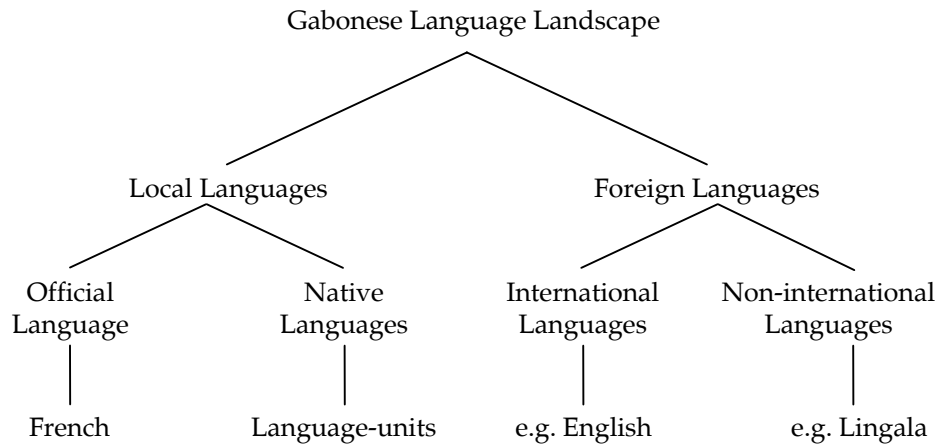 Gabonese Language Landscape
Local Languages
Foreign Languages
Official
Language
Native
Languages
International
Languages
Non-international
Languages
French
Language-units
e.g. English
e.g. Lingala